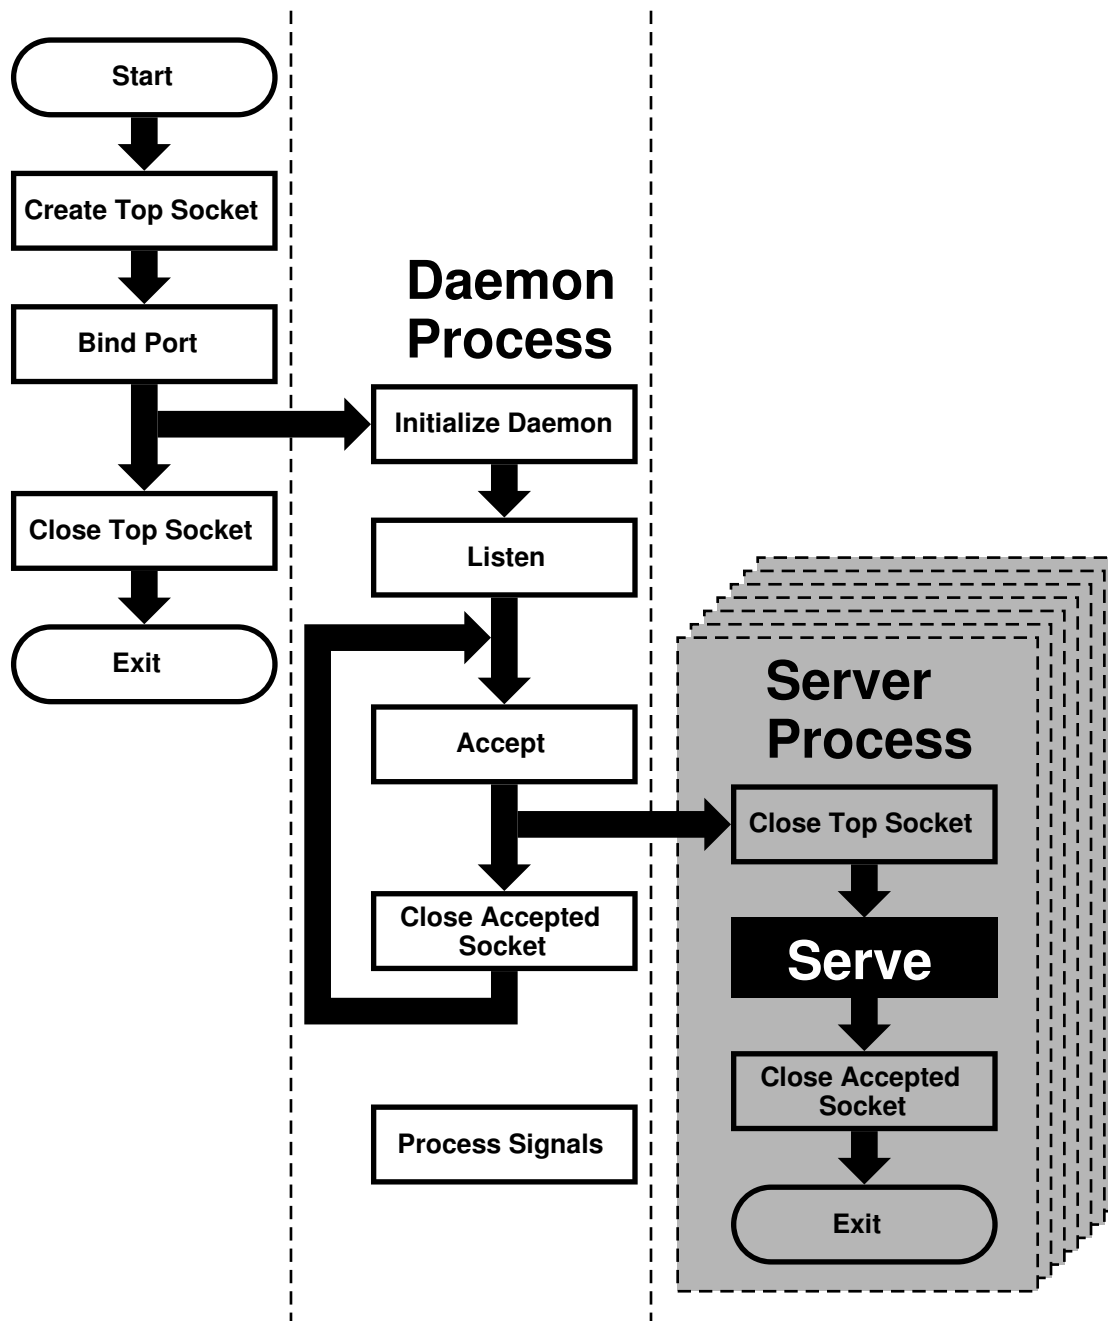 Start
Create Top Socket
Bind Port
Close Top Socket
Exit
Daemon
Process
Initialize Daemon
Listen
Accept
Close Accepted
Socket
Process Signals
Server
Process
Close Top Socket
Serve
Close Accepted
Socket
Exit